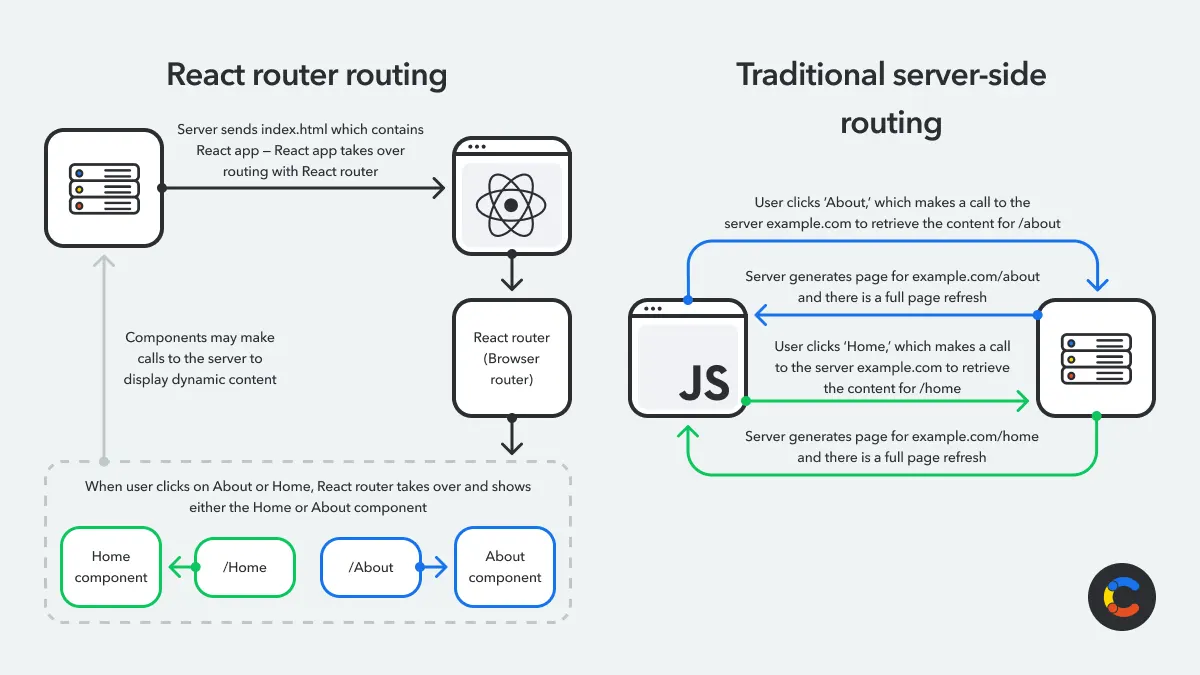 React router routing
Server sends index.html which contains
React app – React app takes over
routing with React router
React router
(Browser
router)
Components may make
calls to the server to
display dynamic content
When user clicks on About or Home, React router takes over and shows
either the Home or About component
Home
component
/Home
/About
About
component
Traditional server-side
routing
User clicks ‘About,’ which makes a call to the
server example.com to retrieve the content for /about
Server generates page for example.com/about
and there is a full page refresh
JS
User clicks ‘Home,’ which makes a call
to the server example.com to retrieve
the content for /home
Server generates page for example.com/home
and there is a full page refresh